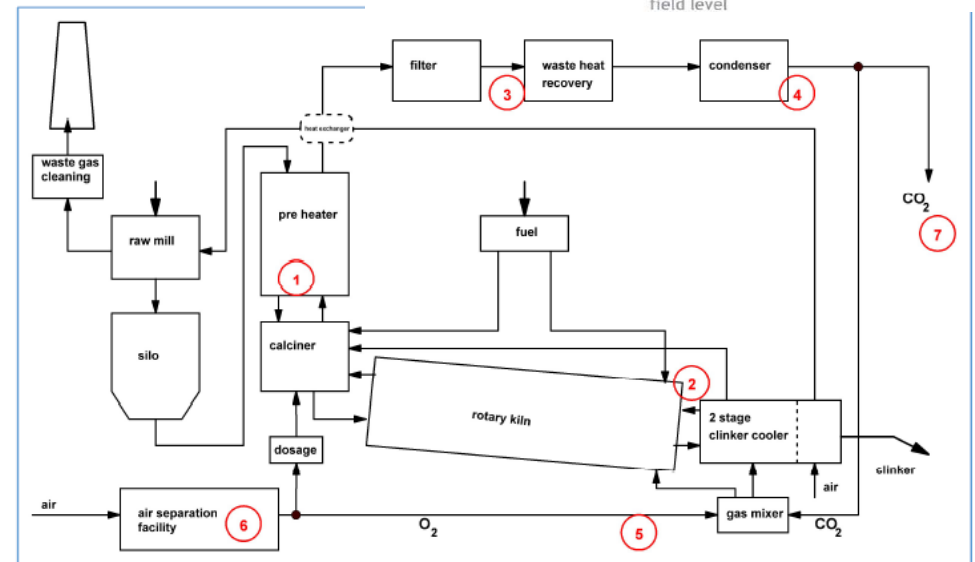 field level
filter
waste heat
recovery
condenser
3
4
heat exchanger
waste gas
cleaning
CO2
7
pre heater
raw mill
fuel
1
calciner
silo
2
rotary kiln
2 stage
clinker cooler
dosage
clinker
air
air
air separation
facility
6
O2
5
gas mixer
CO2